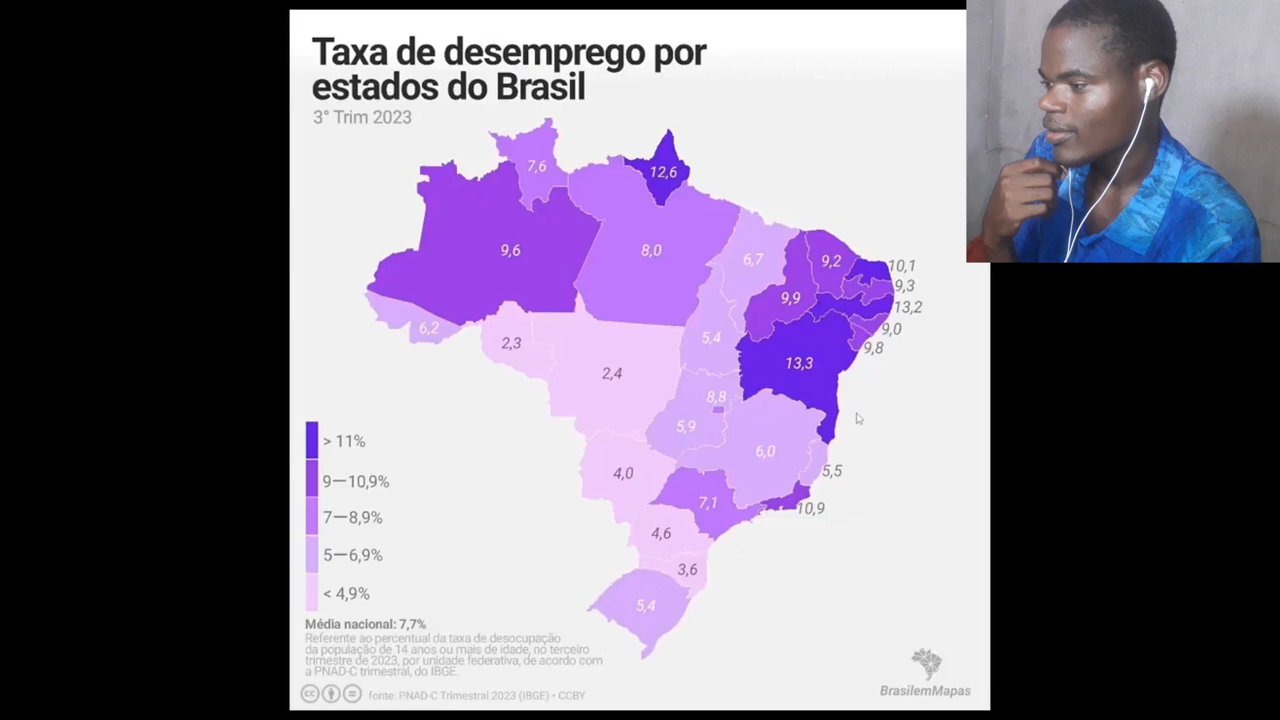 Taxa de desemprego por
estados do Brasil
3° Trim 2023
7,6
12,6
9,6
8,0
6,7
9,2
10,1
9,3
9,9
13,2
9,0
9,8
6,2
2,3
5,4
13,3
2,4
8,8
5,9
6,0
5,5
4,0
7,1
10,9
4,6
3,6
5,4
> 11%
9—10,9%
7—8,9%
5—6,9%
< 4,9%
Média nacional: 7,7%
Referente ao percentual da taxa de desocupação
da população de 14 anos ou mais de idade, no terceiro
trimestre de 2023, por unidade federativa, de acordo com
a PNAD-C trimestral, do IBGE.
cc
fonte: PNAD-C Trimestral 2023 (IBGE) • CCBY
BrasilemMapas